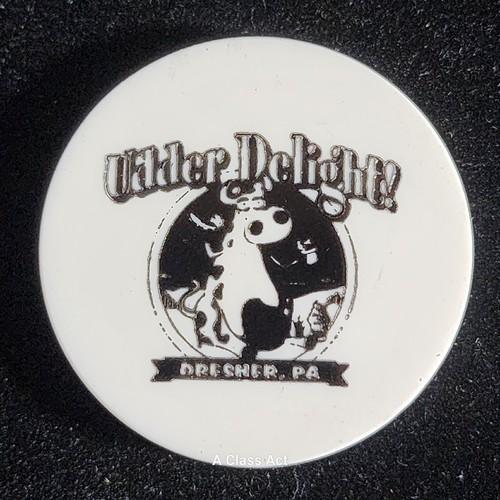 Udder Delight!
DRESHER, PA
A Class Act